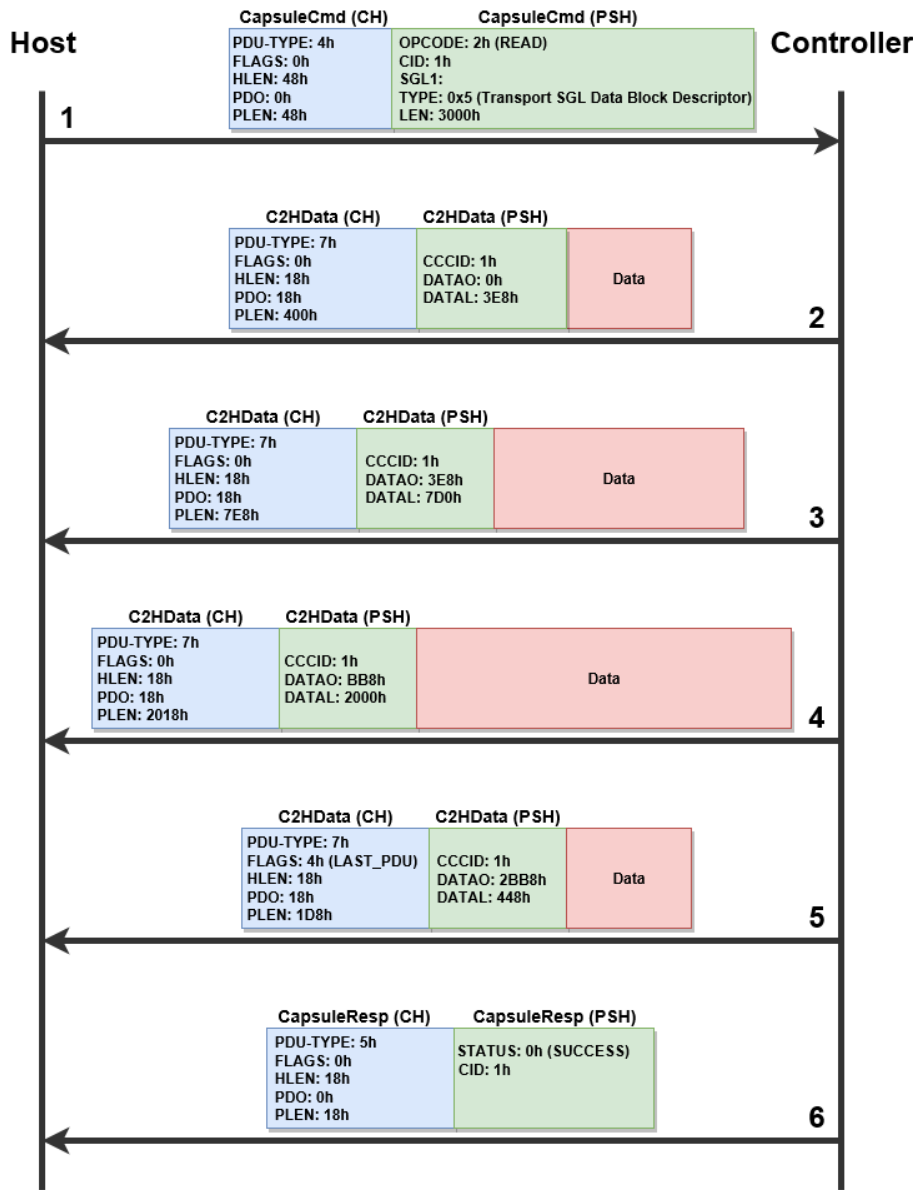 Host
Controller
CapsuleCmd (CH)
CapsuleCmd (PSH)
PDU-TYPE: 4h
FLAGS: 0h
HLEN: 48h
PDO: 0h
PLEN: 48h
OPCODE: 2h (READ)
CID: 1h
SGL1:
TYPE: 0x5 (Transport SGL Data Block Descriptor)
LEN: 3000h
1
C2HData (CH)
C2HData (PSH)
PDU-TYPE: 7h
FLAGS: 0h
HLEN: 18h
PDO: 18h
PLEN: 400h
CCCID: 1h
DATAO: 0h
DATAL: 3E8h
Data
2
C2HData (CH)
C2HData (PSH)
PDU-TYPE: 7h
FLAGS: 0h
HLEN: 18h
PDO: 18h
PLEN: 7E8h
CCCID: 1h
DATAO: 3E8h
DATAL: 7D0h
Data
3
C2HData (CH)
C2HData (PSH)
PDU-TYPE: 7h
FLAGS: 0h
HLEN: 18h
PDO: 18h
PLEN: 2018h
CCCID: 1h
DATAO: BB8h
DATAL: 2000h
Data
4
C2HData (CH)
C2HData (PSH)
PDU-TYPE: 7h
FLAGS: 4h (LAST_PDU)
HLEN: 18h
PDO: 18h
PLEN: 1D8h
CCCID: 1h
DATAO: 2BB8h
DATAL: 448h
Data
5
CapsuleResp (CH)
CapsuleResp (PSH)
PDU-TYPE: 5h
FLAGS: 0h
HLEN: 18h
PDO: 0h
PLEN: 18h
STATUS: 0h (SUCCESS)
CID: 1h
6